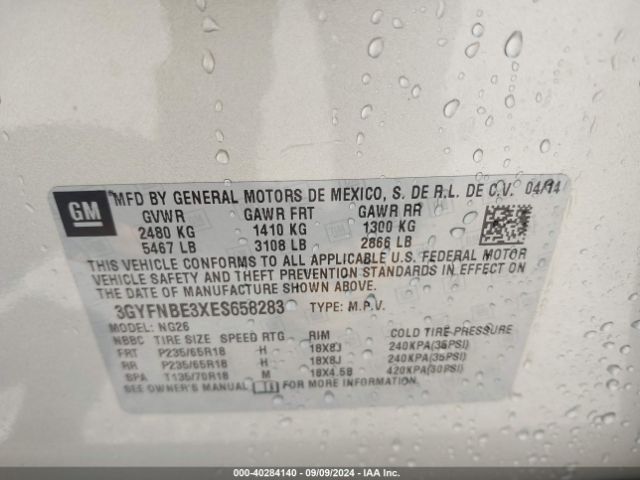 GM
*MFD BY GENERAL MOTORS DE MEXICO, S. DE R.L. DE C.V. 04/14
GVWR GAWR FRT GAWR RR
2480 KG 1410 KG 1300 KG
5467 LB 3108 LB 2866 LB
THIS VEHICLE CONFORMS TO ALL APPLICABLE U.S. FEDERAL MOTOR
VEHICLE SAFETY AND THEFT PREVENTION STANDARDS IN EFFECT ON
THE DATE OF MANUFACTURE SHOWN ABOVE.
3GYFNBE3XES658283 TYPE: M.P.V.
MODEL: NG26
NBBC TIRE SIZE SPEED RTG RIM COLD TIRE PRESSURE
FRT P235/65R18 H 18X8J 240KPA(35PSI)
RR P235/65R18 H 18X8J 240KPA(35PSI)
SPA T135/70R18 M 18X4.5B 420KPA(30PSI)
SEE OWNER'S MANUAL FOR MORE INFORMATION
000-40284140 - 09/09/2024 - IAA Inc.